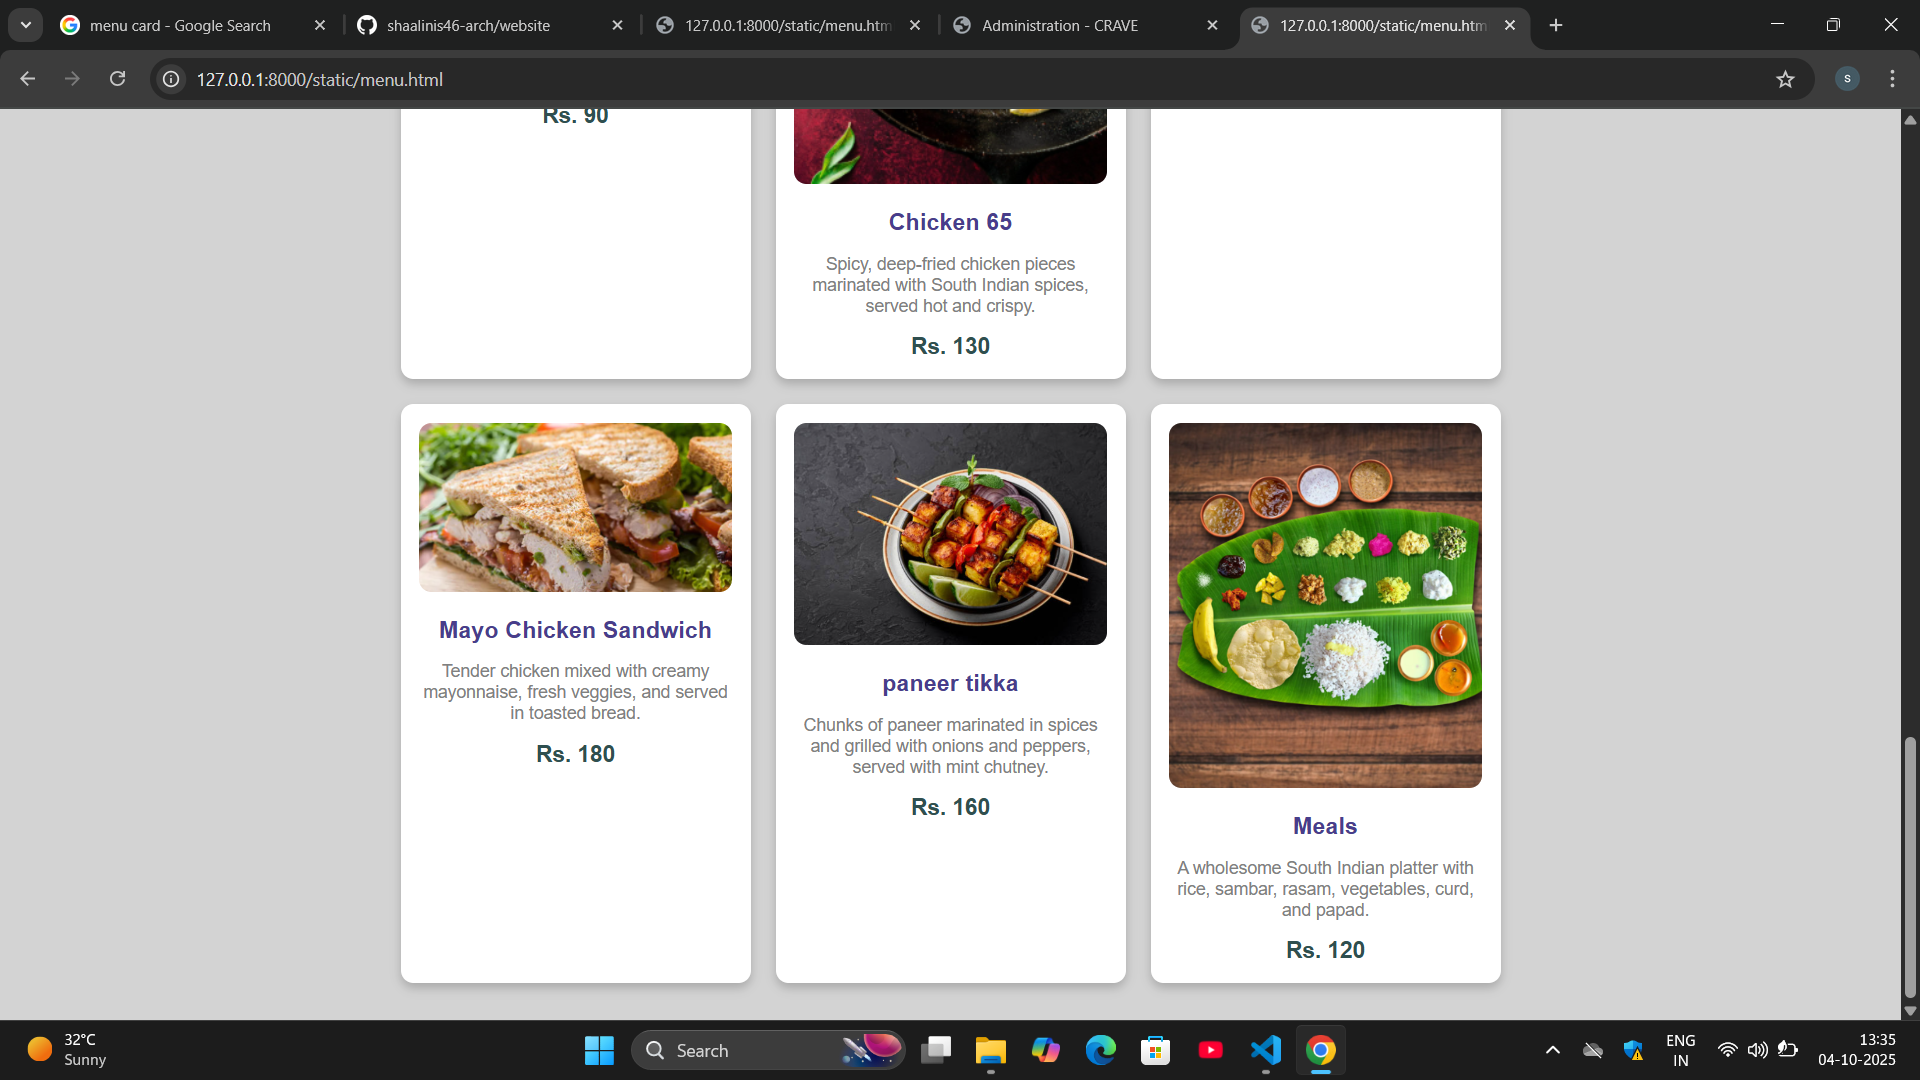 menu card - Google Search
shaalinis46-arch/website
127.0.0.1:8000/static/menu.htm
Administration - CRAVE
127.0.0.1:8000/static/menu.htm
127.0.0.1:8000/static/menu.html
S
Rs. 90
Chicken 65
Spicy, deep-fried chicken pieces
marinated with South Indian spices,
served hot and crispy.
Rs. 130
Mayo Chicken Sandwich
Tender chicken mixed with creamy
mayonnaise, fresh veggies, and served
in toasted bread.
Rs. 180
paneer tikka
Chunks of paneer marinated in spices
and grilled with onions and peppers,
served with mint chutney.
Rs. 160
Meals
A wholesome South Indian platter with
rice, sambar, rasam, vegetables, curd,
and papad.
Rs. 120
32°C
Sunny
Search
ENG
IN
13:35
04-10-2025